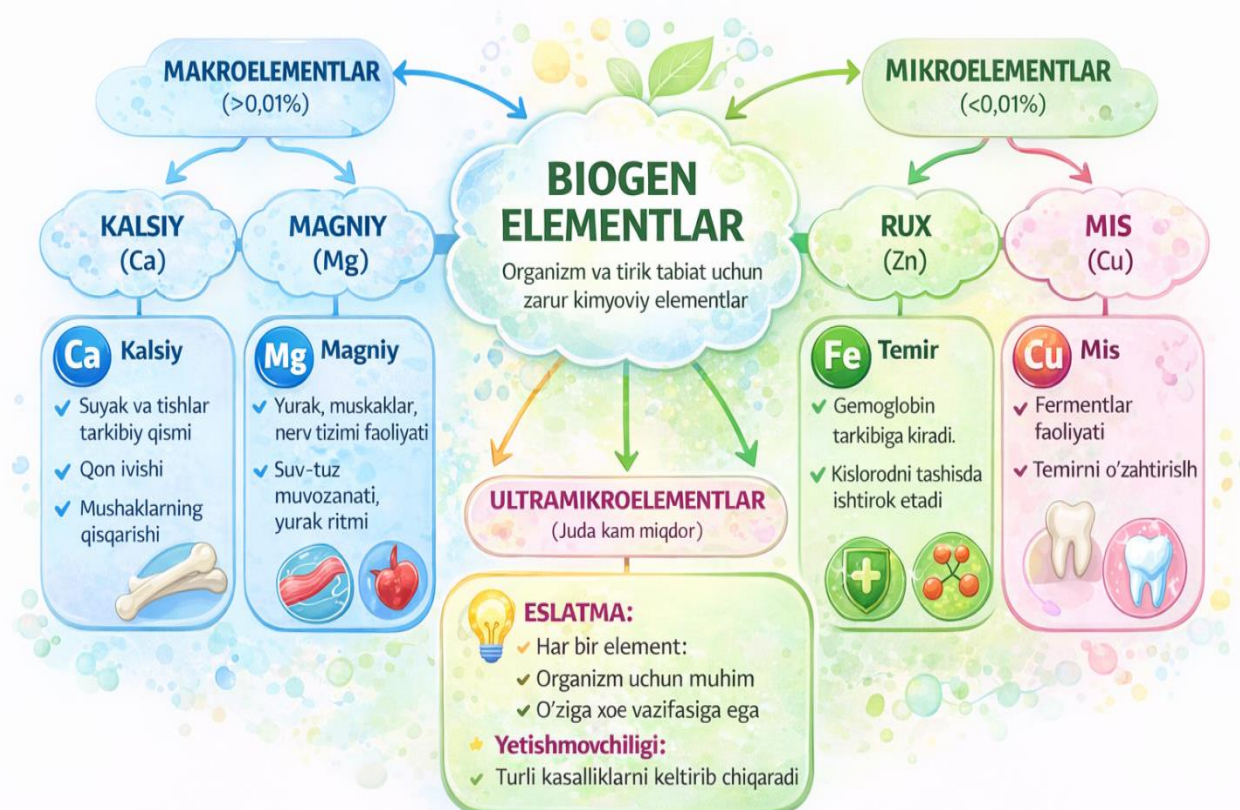 MAKROELEMENTLAR
(>0,01%)
MIKROELEMENTLAR
(<0,01%)
BIOGEN
ELEMENTLAR
Organizm va tirik tabiat uchun
zarur kimyoviy elementlar
KALSIY
(Ca)
MAGNIY
(Mg)
RUX
(Zn)
MIS
(Cu)
Ca Kalsiy
Suyak va tishlar
tarkibiy qismi
Qon ivishi
Mushaklarning
qisqarishi
Mg Magniy
Yurak, muskaklar,
nerv tizimi faoliyati
Suv-tuz
muvozanati,
yurak ritmi
Fe Temir
Gemoglobin
tarkibiga kiradi.
Kislorodni tashisda
ishtirok etadi
Cu Mis
Fermentlar
faoliyati
Temirni o'zahtirislh
ULTRAMIKROELEMENTLAR
(Juda kam miqdor)
ESLATMA:
Har bir element:
Organizm uchun muhim
O'ziga xoe vazifasiga ega
Yetishmovchiligi:
Turli kasalliklarni keltirib chiqaradi